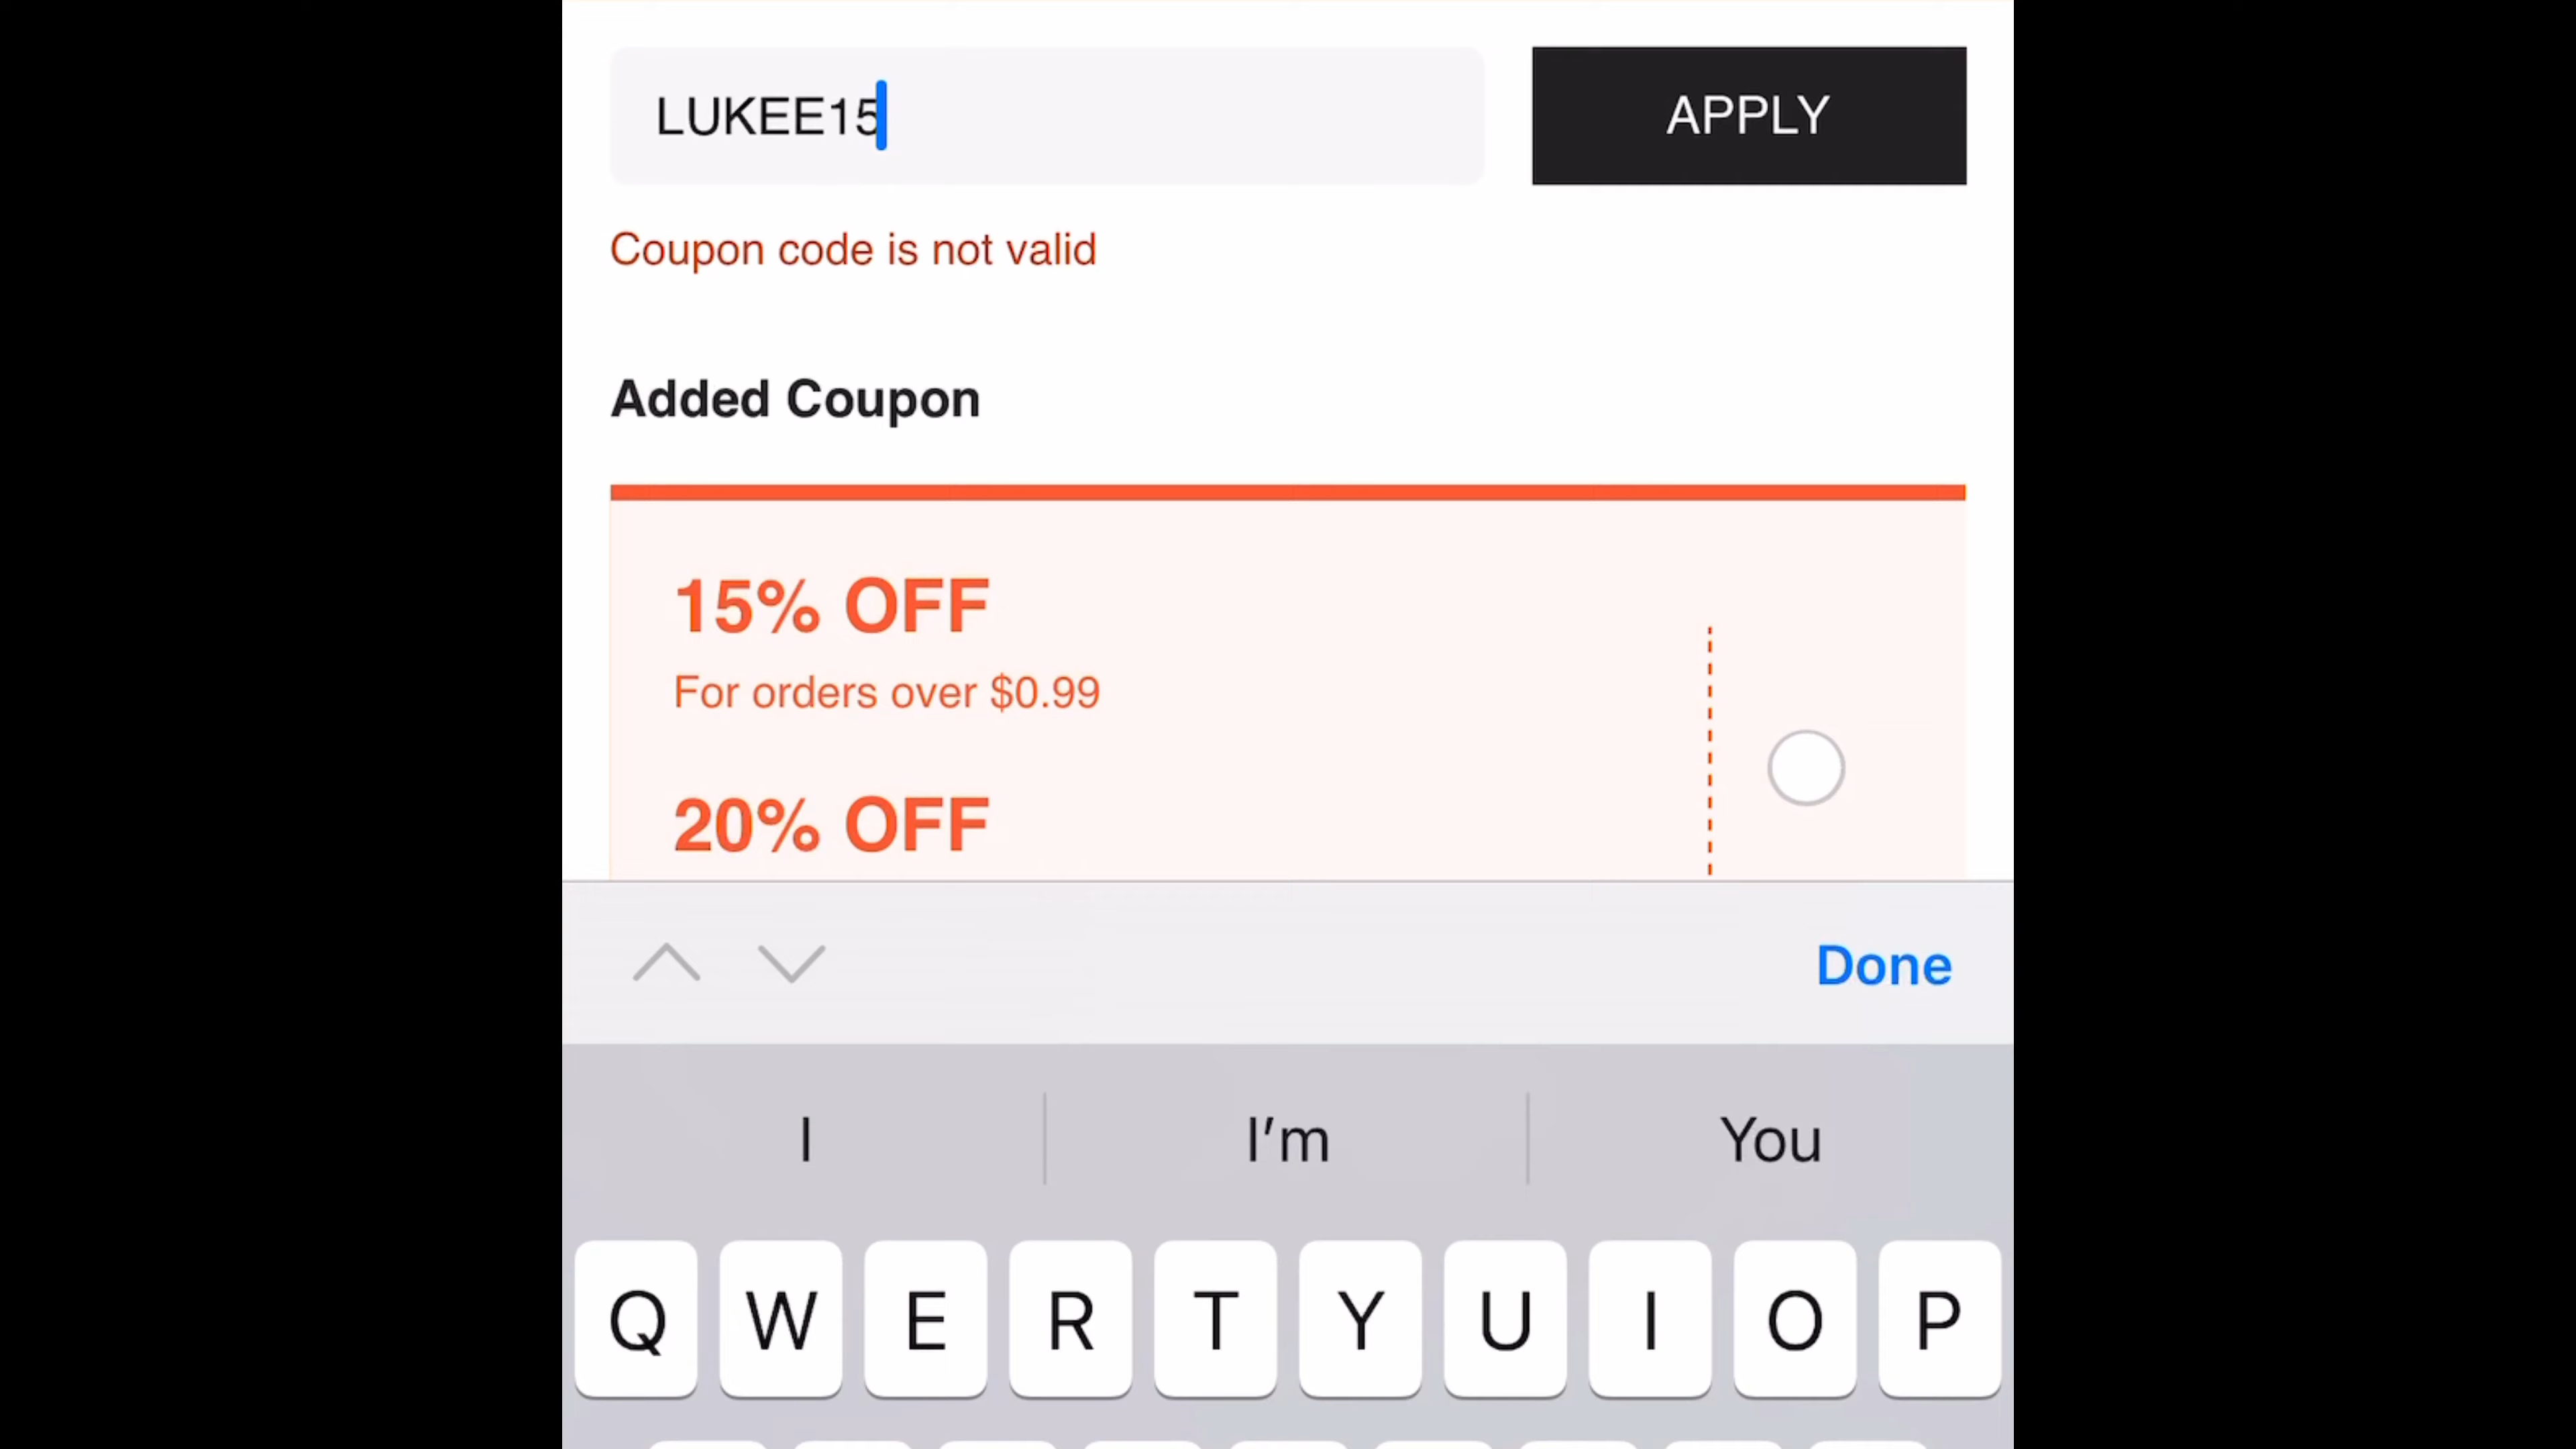 LUKEE15
APPLY
Coupon code is not valid
Added Coupon
15% OFF
For orders over $0.99
20% OFF
Done
I
I'm
You
Q W E R T Y U I O P